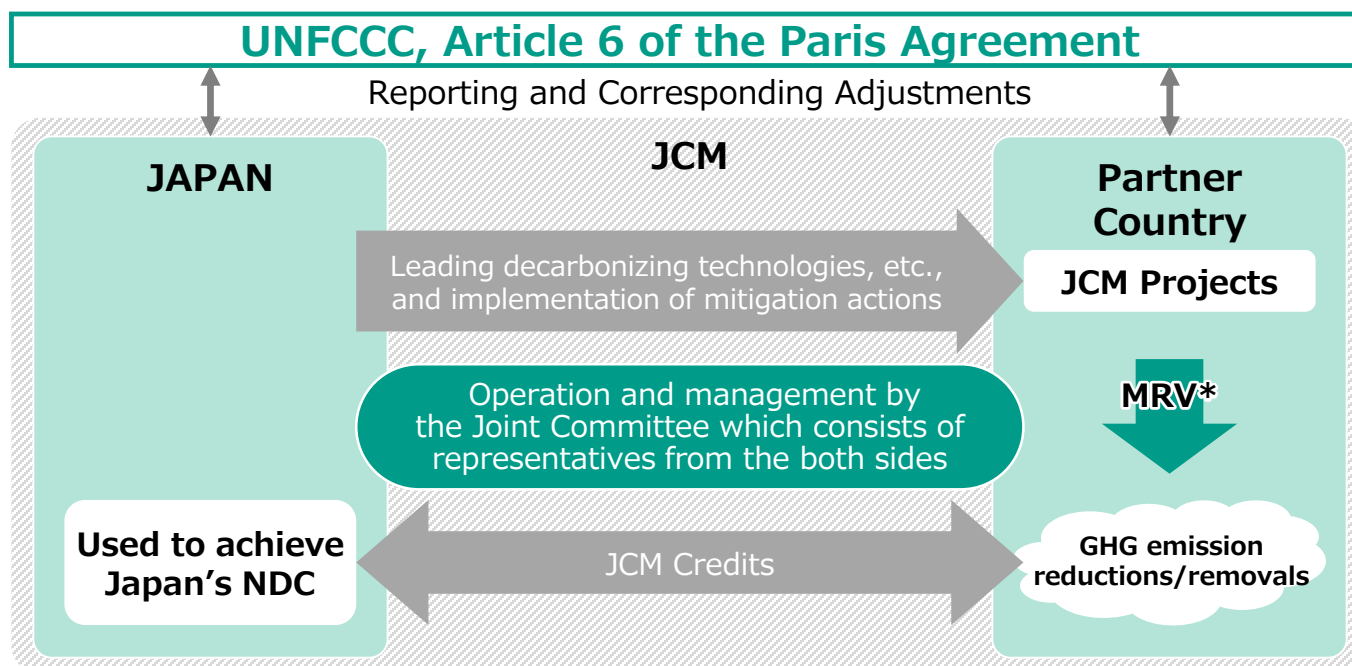 UNFCCC, Article 6 of the Paris Agreement
Reporting and Corresponding Adjustments
JCM
JAPAN
Partner
Country
Leading decarbonizing technologies, etc.,
and implementation of mitigation actions
JCM Projects
Operation and management by
the Joint Committee which consists of
representatives from the both sides
MRV*
Used to achieve
Japan's NDC
JCM Credits
GHG emission
reductions/removals